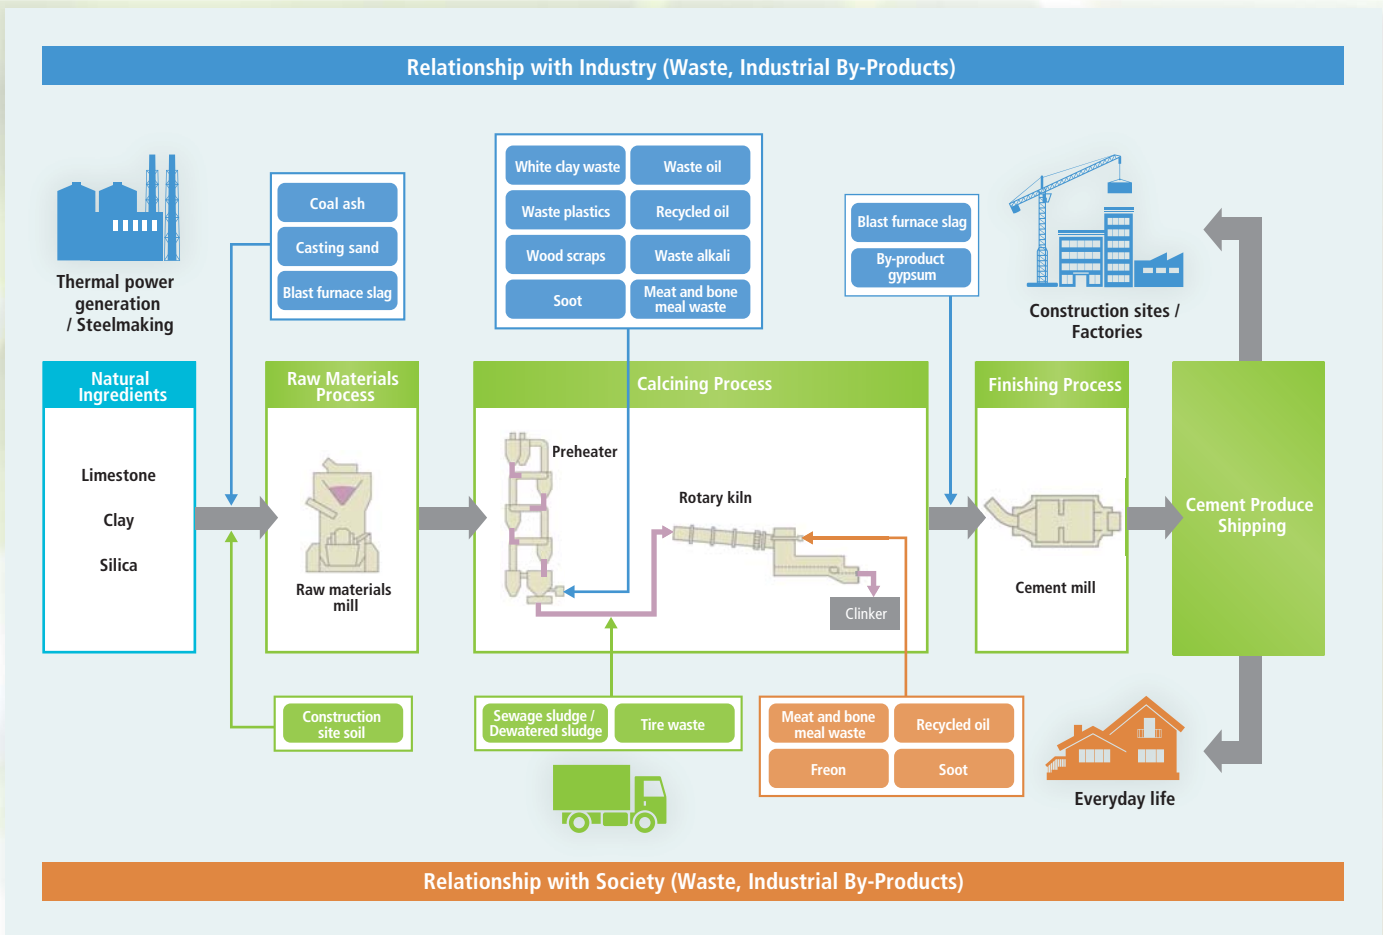 Relationship with Industry (Waste, Industrial By-Products)
Thermal power
generation
/ Steelmaking
Coal ash
Casting sand
Blast furnace slag
White clay waste
Waste oil
Waste plastics
Recycled oil
Wood scraps
Waste alkali
Soot
Meat and bone
meal waste
Blast furnace slag
By-product
gypsum
Construction sites /
Factories
Natural
Ingredients
Limestone
Clay
Silica
Raw Materials
Process
Raw materials
mill
Calcining Process
Preheater
Rotary kiln
Clinker
Finishing Process
Cement mill
Cement Produce
Shipping
Construction
site soil
Sewage sludge /
Dewatered sludge
Tire waste
Meat and bone
meal waste
Recycled oil
Freon
Soot
Everyday life
Relationship with Society (Waste, Industrial By-Products)